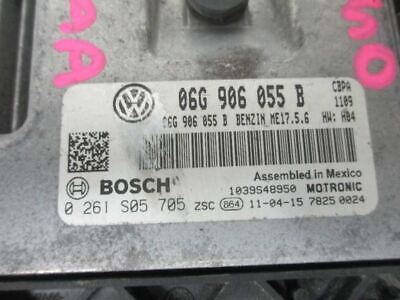 06G 906 055 B CBPA
1109
06G 906 055 B BENZIN ME17.5.6 HW: H04
Assembled in Mexico
BOSCH 1039S48950 MOTRONIC
0 261 S05 705 ZSC 864 11-04-15 7825 0024